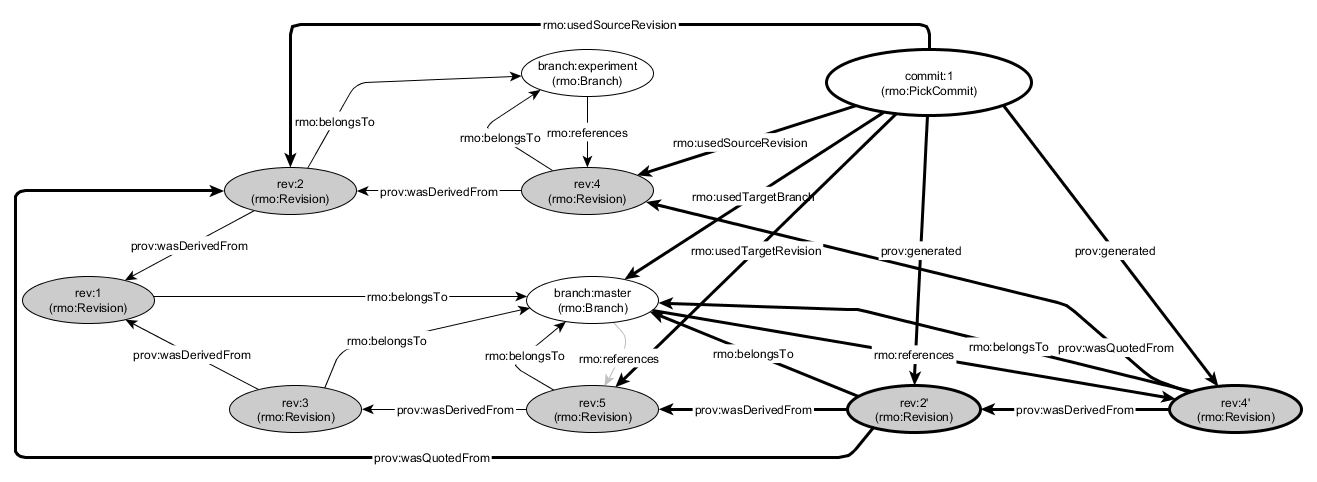 rmo:usedSourceRevision
branch:experiment
(rmo:Branch)
commit:1
(rmo:PickCommit)
rmo:belongsTo
rmo:belongsTo
rmo:references
rmo:usedSourceRevision
rev:2
(rmo:Revision)
prov:wasDerivedFrom
rev:4
(rmo:Revision)
rmo:usedTargetBranch
prov:wasDerivedFrom
rmo:usedTargetRevision
prov:generated
prov:generated
rev:1
(rmo:Revision)
rmo:belongsTo
branch:master
(rmo:Branch)
prov:wasDerivedFrom
rmo:belongsTo
rmo:belongsTo
rmo:references
rmo:belongsTo
rmo:references
rmo:belongsTo
prov:wasQuotedFrom
rev:3
(rmo:Revision)
prov:wasDerivedFrom
rev:5
(rmo:Revision)
prov:wasDerivedFrom
rev:2'
(rmo:Revision)
prov:wasDerivedFrom
rev:4'
(rmo:Revision)
prov:wasQuotedFrom